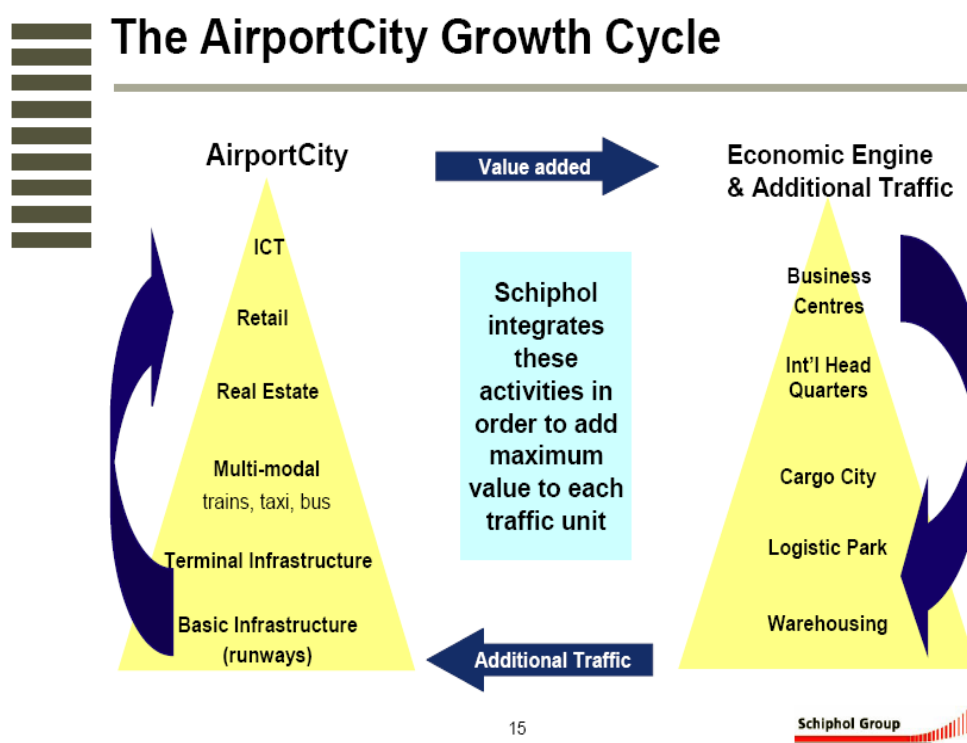 The AirportCity Growth Cycle
AirportCity
Value added
Economic Engine
& Additional Traffic
ICT
Retail
Real Estate
Multi-modal
trains, taxi, bus
Terminal Infrastructure
Basic Infrastructure
(runways)
Schiphol
integrates
these
activities in
order to add
maximum
value to each
traffic unit
Business
Centres
Int'l Head
Quarters
Cargo City
Logistic Park
Warehousing
Additional Traffic
15
Schiphol Group